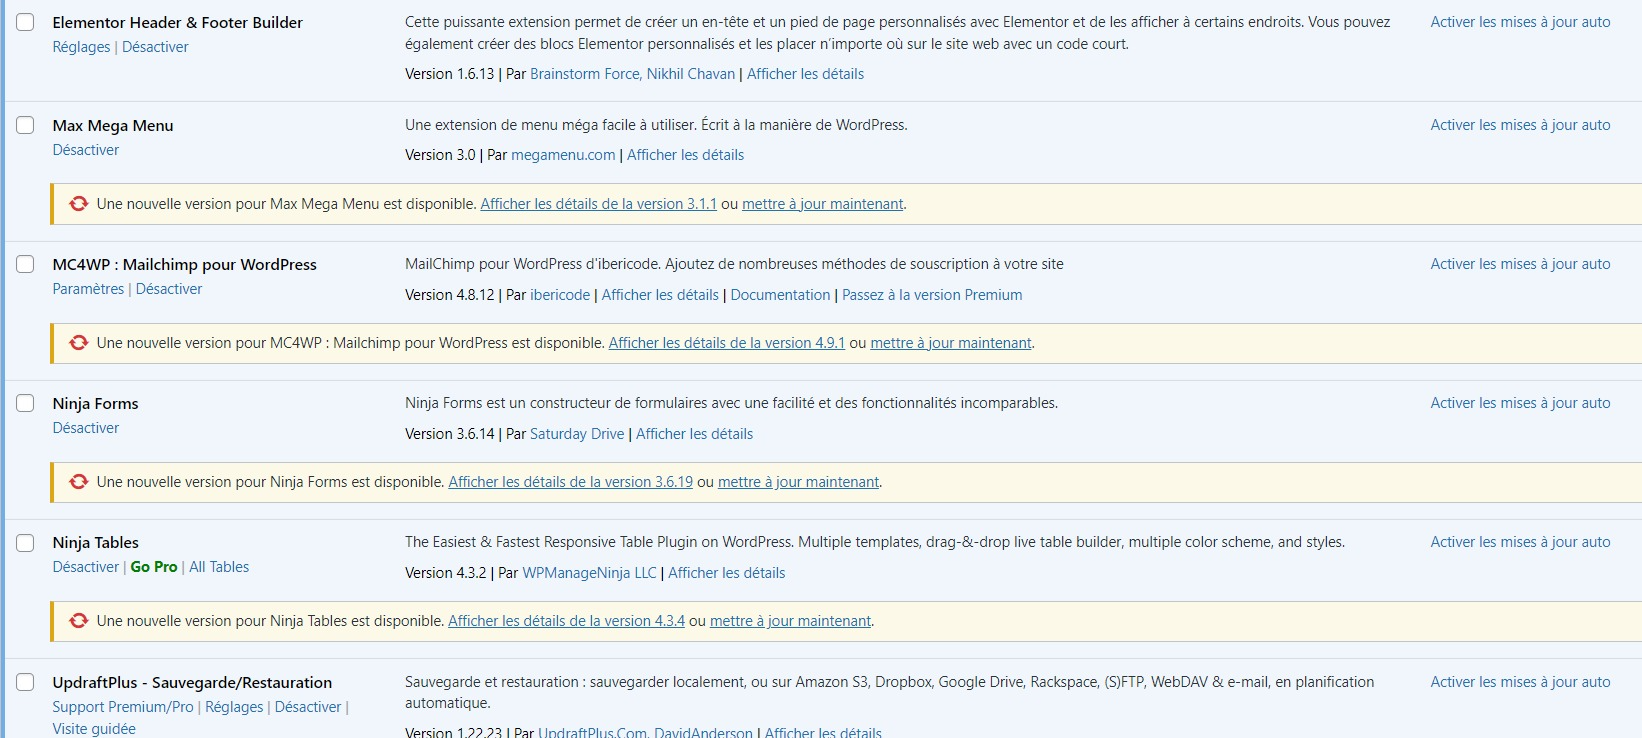 Elementor Header & Footer Builder
Réglages | Désactiver
Cette puissante extension permet de créer un en-tête et un pied de page personnalisés avec Elementor et de les afficher à certains endroits. Vous pouvez
également créer des blocs Elementor personnalisés et les placer n'importe où sur le site web avec un code court.
Version 1.6.13 | Par Brainstorm Force, Nikhil Chavan | Afficher les détails
Activer les mises à jour auto
Max Mega Menu
Désactiver
Une extension de menu méga facile à utiliser. Écrit à la manière de WordPress.
Version 3.0 | Par megamenu.com | Afficher les détails
Activer les mises à jour auto
Une nouvelle version pour Max Mega Menu est disponible. Afficher les détails de la version 3.1.1 ou mettre à jour maintenant.
MC4WP : Mailchimp pour WordPress
Paramètres | Désactiver
MailChimp pour WordPress d'ibericode. Ajoutez de nombreuses méthodes de souscription à votre site
Version 4.8.12 | Par ibericode | Afficher les détails | Documentation | Passez à la version Premium
Activer les mises à jour auto
Une nouvelle version pour MC4WP : Mailchimp pour WordPress est disponible. Afficher les détails de la version 4.9.1 ou mettre à jour maintenant.
Ninja Forms
Désactiver
Ninja Forms est un constructeur de formulaires avec une facilité et des fonctionnalités incomparables.
Version 3.6.14 | Par Saturday Drive | Afficher les détails
Activer les mises à jour auto
Une nouvelle version pour Ninja Forms est disponible. Afficher les détails de la version 3.6.19 ou mettre à jour maintenant.
Ninja Tables
Désactiver | Go Pro | All Tables
The Easiest & Fastest Responsive Table Plugin on WordPress. Multiple templates, drag-&-drop live table builder, multiple color scheme, and styles.
Version 4.3.2 | Par WPManageNinja LLC | Afficher les détails
Activer les mises à jour auto
Une nouvelle version pour Ninja Tables est disponible. Afficher les détails de la version 4.3.4 ou mettre à jour maintenant.
UpdraftPlus - Sauvegarde/Restauration
Support Premium/Pro | Réglages | Désactiver |
Visite guidée
Sauvegarde et restauration : sauvegarder localement, ou sur Amazon S3, Dropbox, Google Drive, Rackspace, (S)FTP, WebDAV & e-mail, en planification
automatique.
Version 1.22.23 | Par UpdraftPlus.Com, DavidAnderson | Afficher les détails
Activer les mises à jour auto